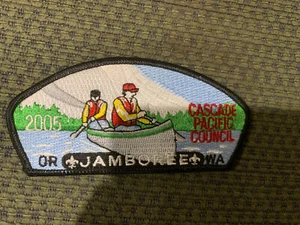 2005
CASCADE
PACIFIC
COUNCIL
OR JAMBOREE WA